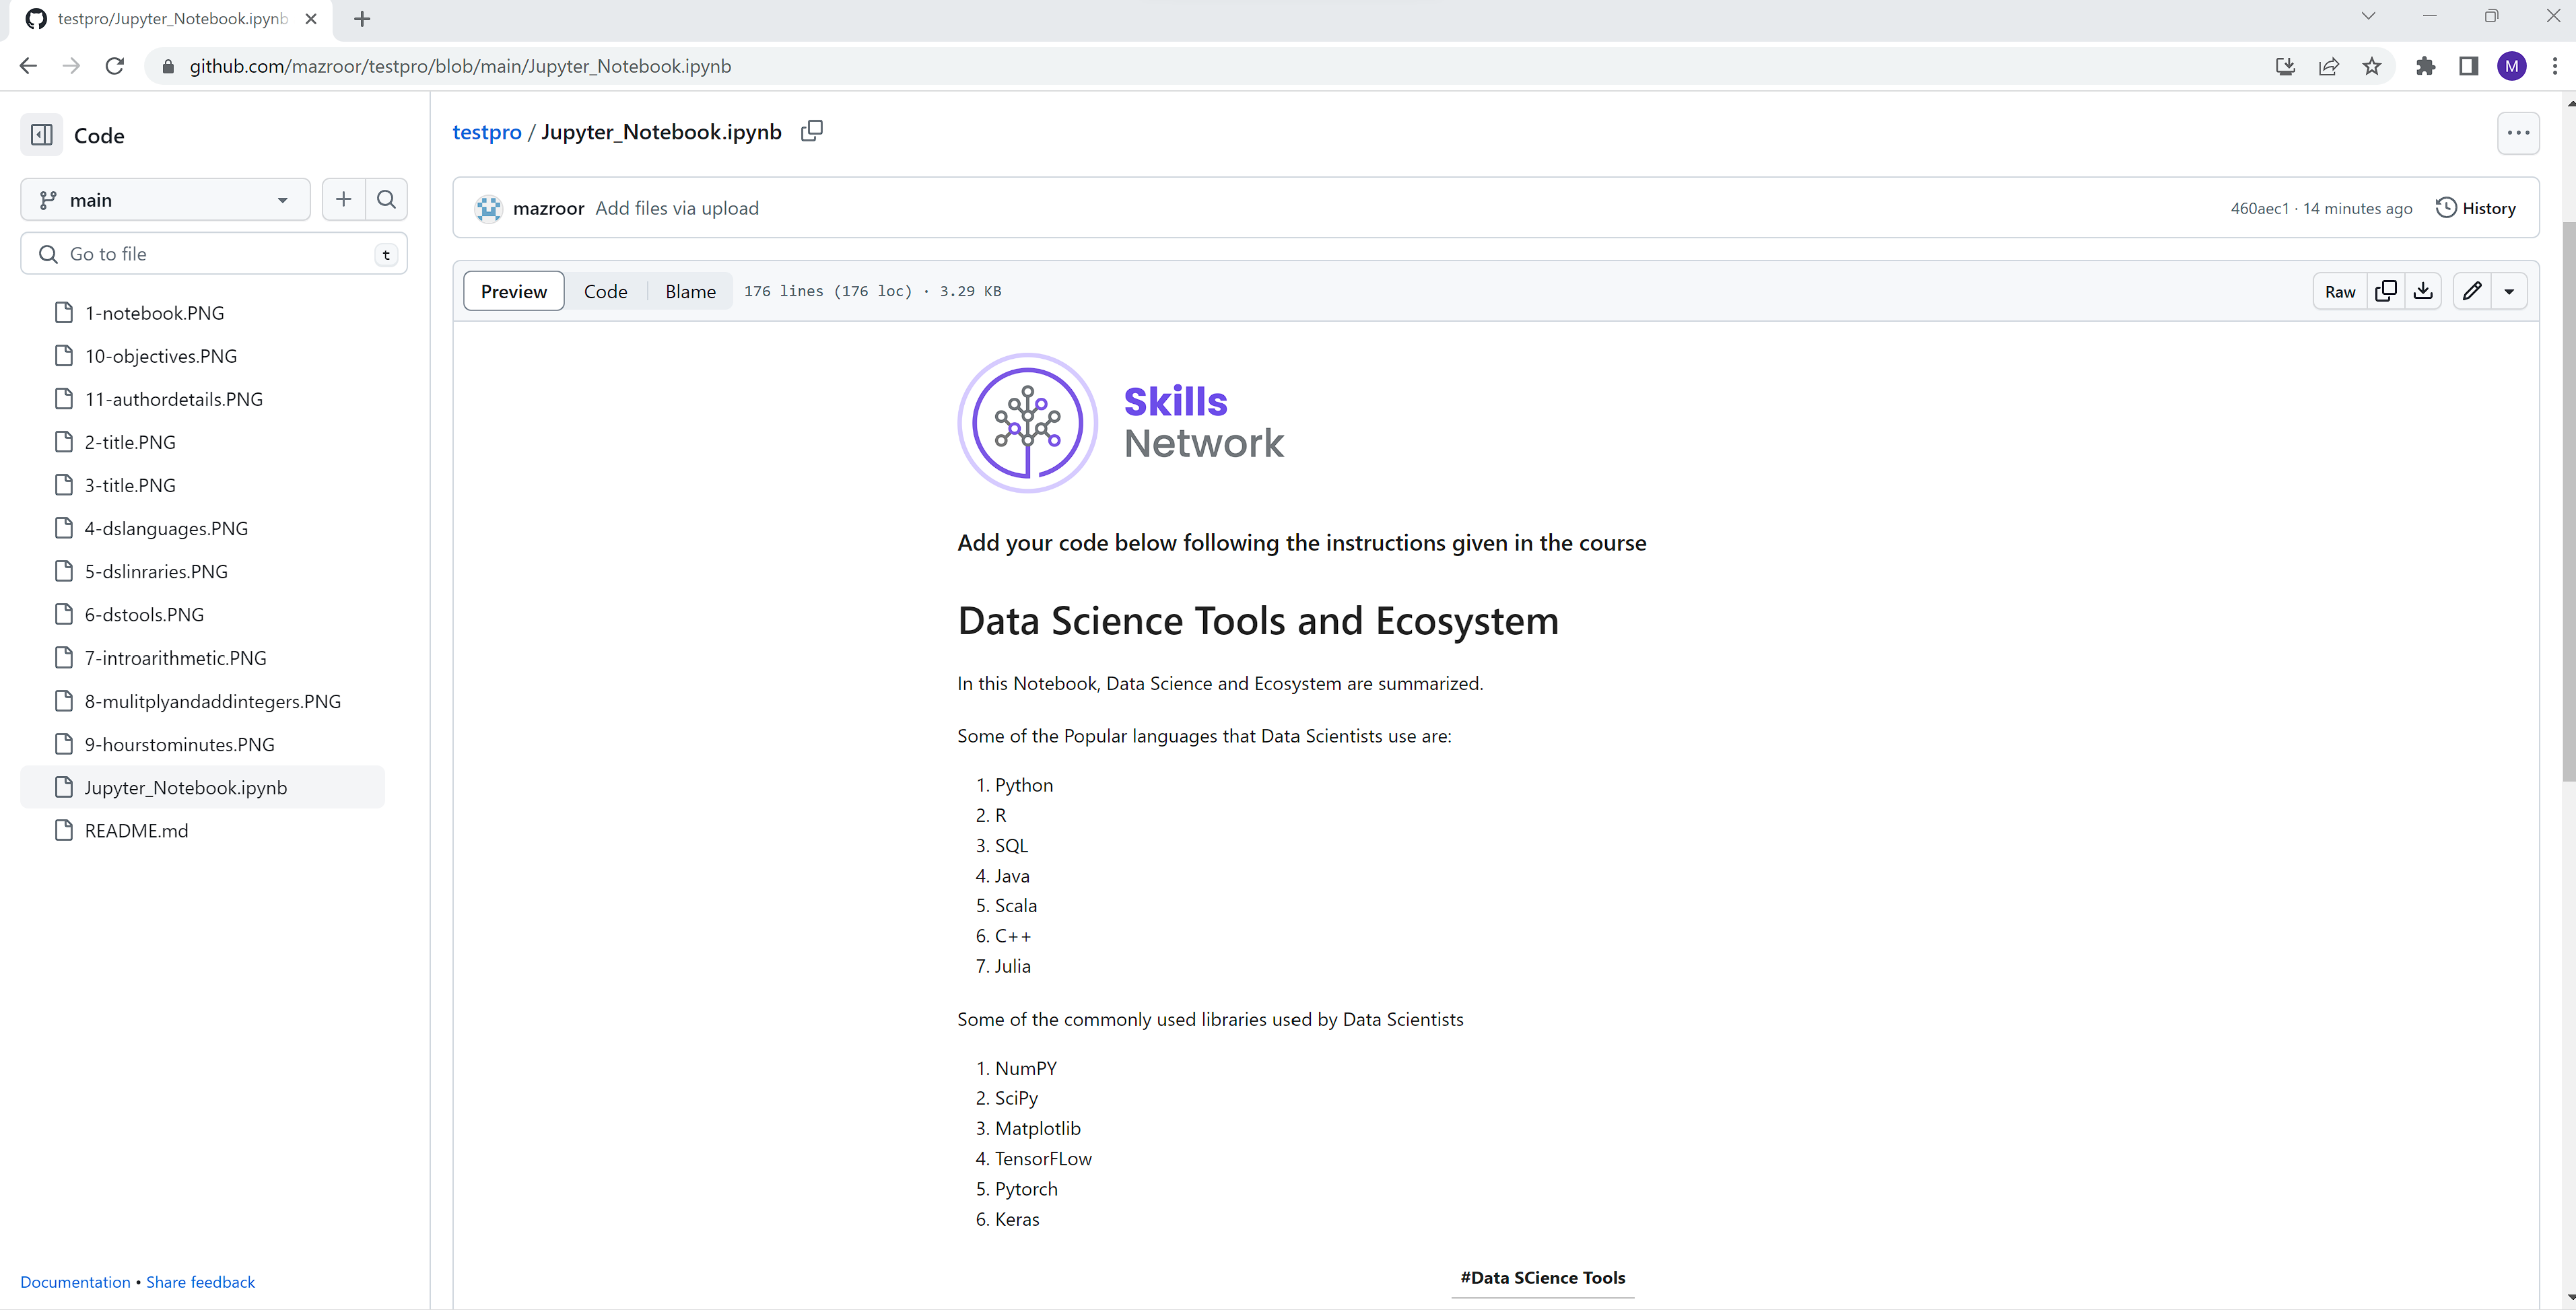 testpro/Jupyter_Notebook.ipynb
github.com/mazroor/testpro/blob/main/Jupyter_Notebook.ipynb
M
Code
main
Go to file
t
1-notebook.PNG
10-objectives.PNG
11-authordetails.PNG
2-title.PNG
3-title.PNG
4-dslanguages.PNG
5-dslinraries.PNG
6-dstools.PNG
7-introarithmetic.PNG
8-mulitplyandaddintegers.PNG
9-hourstominutes.PNG
Jupyter_Notebook.ipynb
README.md
Documentation • Share feedback
testpro / Jupyter_Notebook.ipynb
mazroor Add files via upload
460aec1 · 14 minutes ago History
Preview Code Blame 176 lines (176 loc) · 3.29 KB
Raw
Skills
Network
Add your code below following the instructions given in the course
Data Science Tools and Ecosystem
In this Notebook, Data Science and Ecosystem are summarized.
Some of the Popular languages that Data Scientists use are:
1. Python
2. R
3. SQL
4. Java
5. Scala
6. C++
7. Julia
Some of the commonly used libraries used by Data Scientists
1. NumPY
2. SciPy
3. Matplotlib
4. TensorFLow
5. Pytorch
6. Keras
#Data SCience Tools